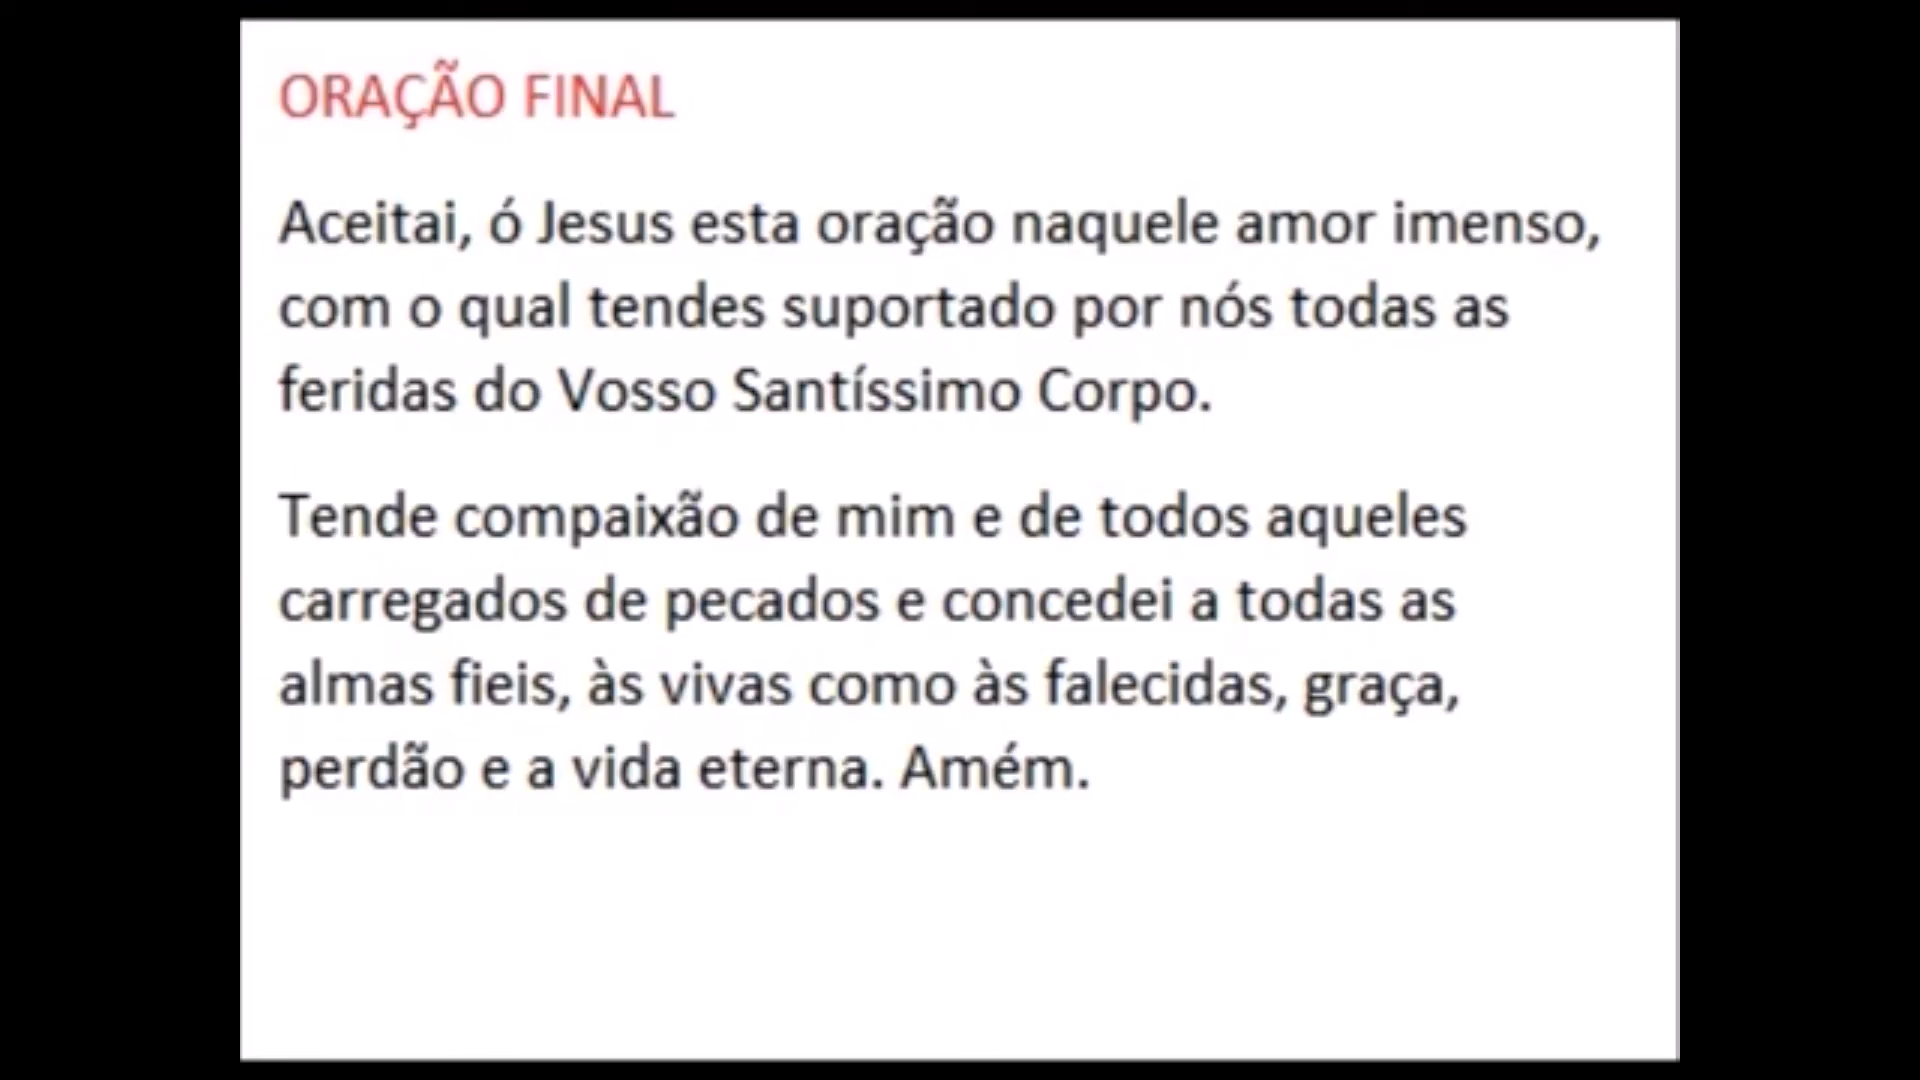 ORAÇÃO FINAL
Aceitai, ó Jesus esta oração naquele amor imenso,
com o qual tendes suportado por nós todas as
feridas do Vosso Santíssimo Corpo.
Tende compaixão de mim e de todos aqueles
carregados de pecados e concedei a todas as
almas fieis, às vivas como às falecidas, graça,
perdão e a vida eterna. Amém.